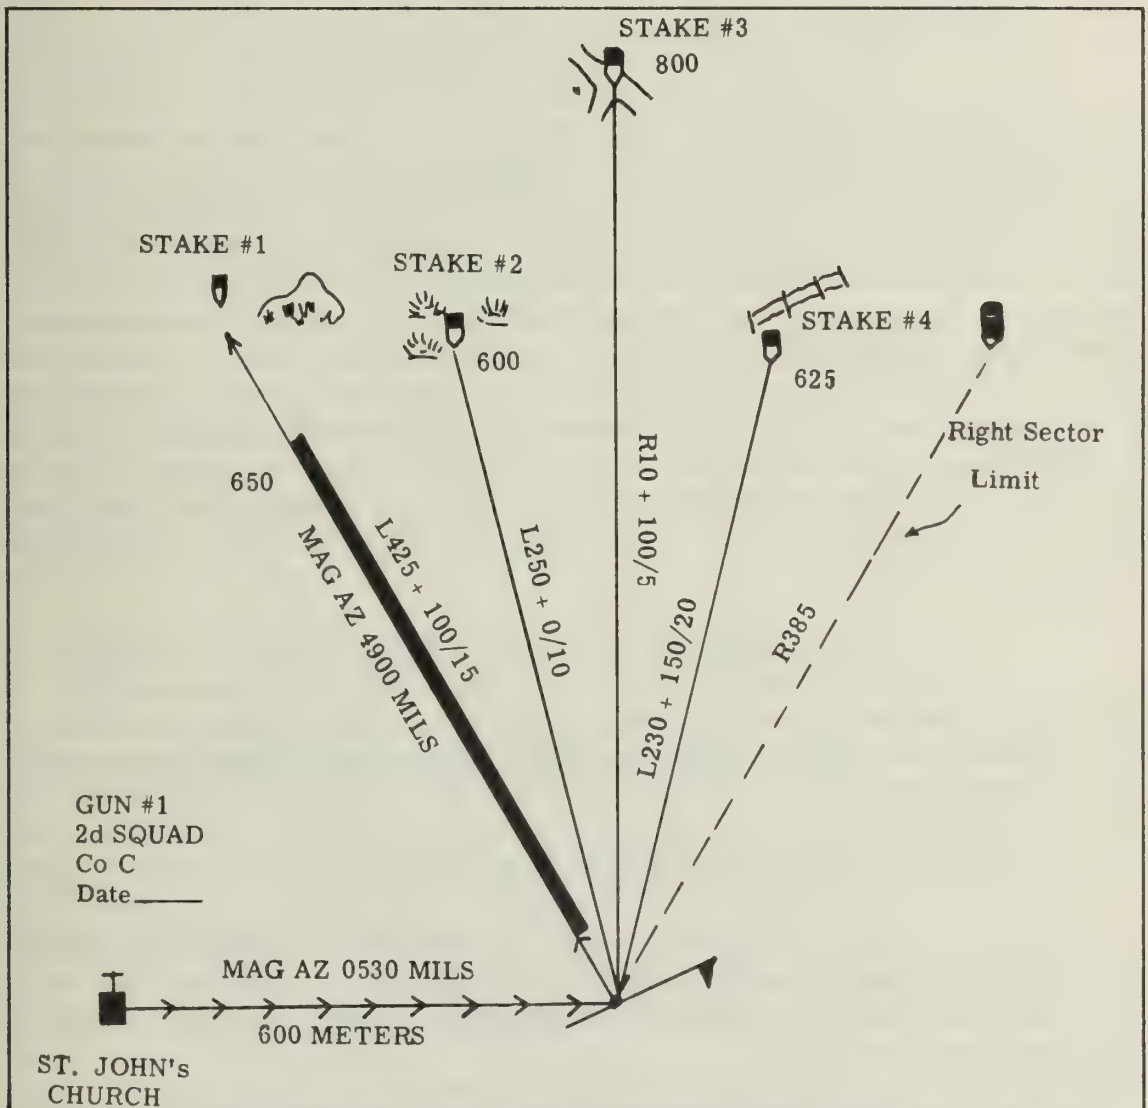 STAKE #3
800
STAKE #1
STAKE #2
600
STAKE #4
625
Right Sector
Limit
650
MAG AZ 4900 MILS
L425 + 100/15
L250 + 0/10
R10 + 100/5
L230 + 150/20
R385
GUN #1
2d SQUAD
Co C
Date
MAG AZ 0530 MILS
600 METERS
ST. JOHN's
CHURCH